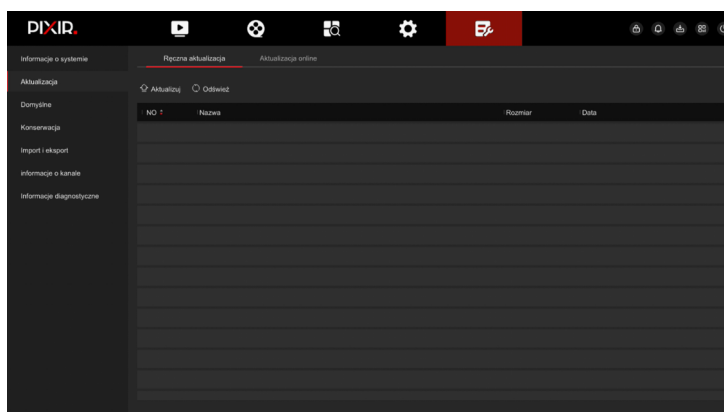 PIXIR.
Informacje o systemie
Aktualizacja
Domyślne
Konserwacja
Import i eksport
informacje o kanale
Informacje diagnostyczne
Ręczna aktualizacja Aktualizacja online
Aktualizuj Odśwież
NO Nazwa Rozmiar Data